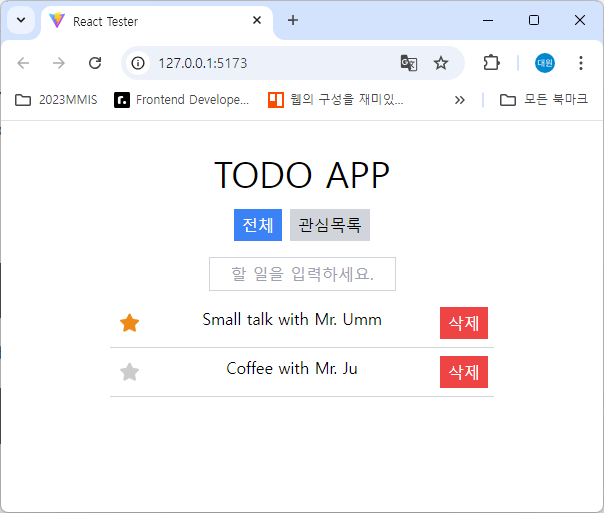 React Tester
127.0.0.1:5173
대원
2023MMIS
Frontend Develope...
웹의 구성을 재미있...
모든 북마크
TODO APP
전체 관심목록
할 일을 입력하세요.
Small talk with Mr. Umm 삭제
Coffee with Mr. Ju 삭제